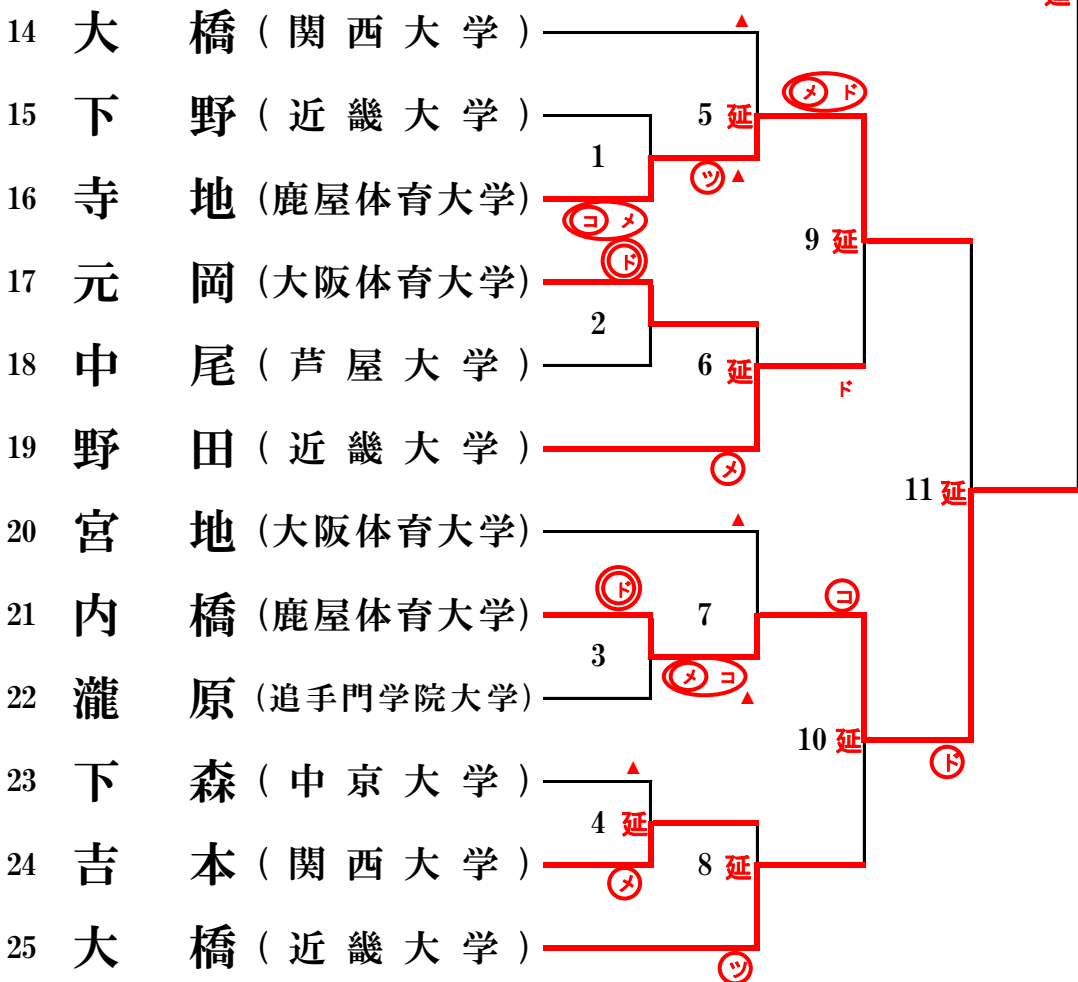 延
14 大橋 (関西大学) ▲
メ ド
15 下野 (近畿大学) 5 延
1
ツ ▲
16 寺地 (鹿屋体育大学)
コ メ
9 延
ド
17 元岡 (大阪体育大学)
2
18 中尾 (芦屋大学) 6 延
ド
19 野田 (近畿大学)
メ
11 延
20 宮地 (大阪体育大学) ▲
ド コ
21 内橋 (鹿屋体育大学) 7
3
メ コ ▲
22 瀧原 (追手門学院大学)
10 延
ド
23 下森 (中京大学) ▲
4 延
24 吉本 (関西大学) 8 延
メ
25 大橋 (近畿大学)
ツ